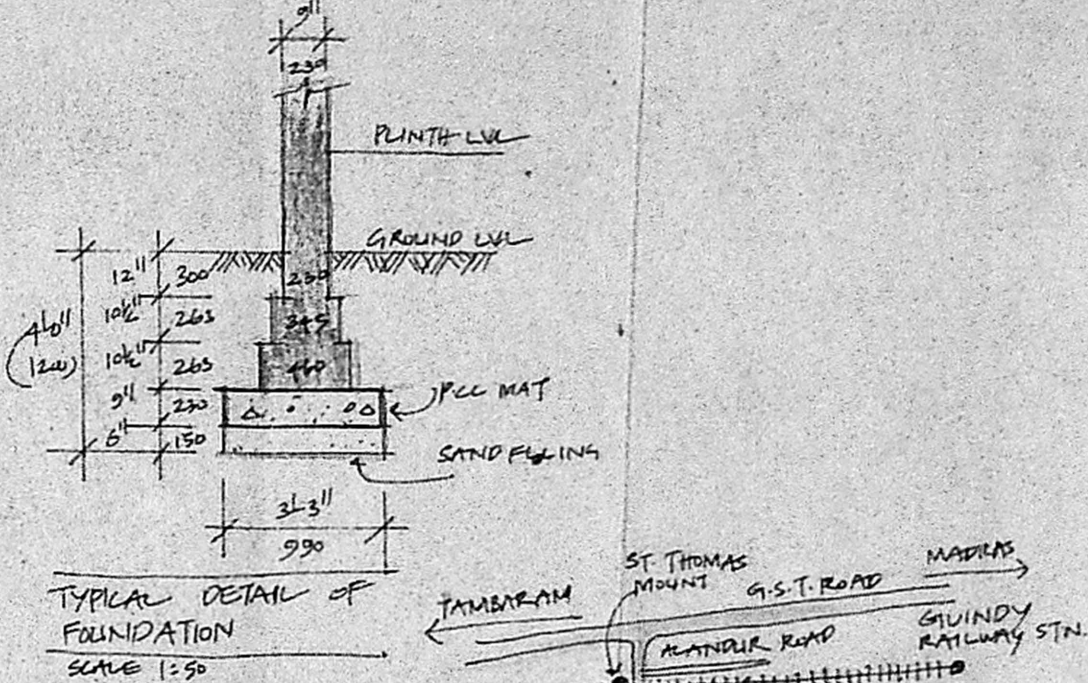 9"
230
PLINTH LVL
GROUND LVL
12" 300
230
10½" 265
345
4'-0"
(1200)
10½" 265
460
9" 230
PCC MAT
6" 150
SAND FILLING
3'-3"
990
TYPICAL DETAIL OF
FOUNDATION
SCALE 1:50
ST. THOMAS
MOUNT
MADRAS
G.S.T. ROAD
TAMBARAM
ALANDUR ROAD
GUINDY
RAILWAY STN.